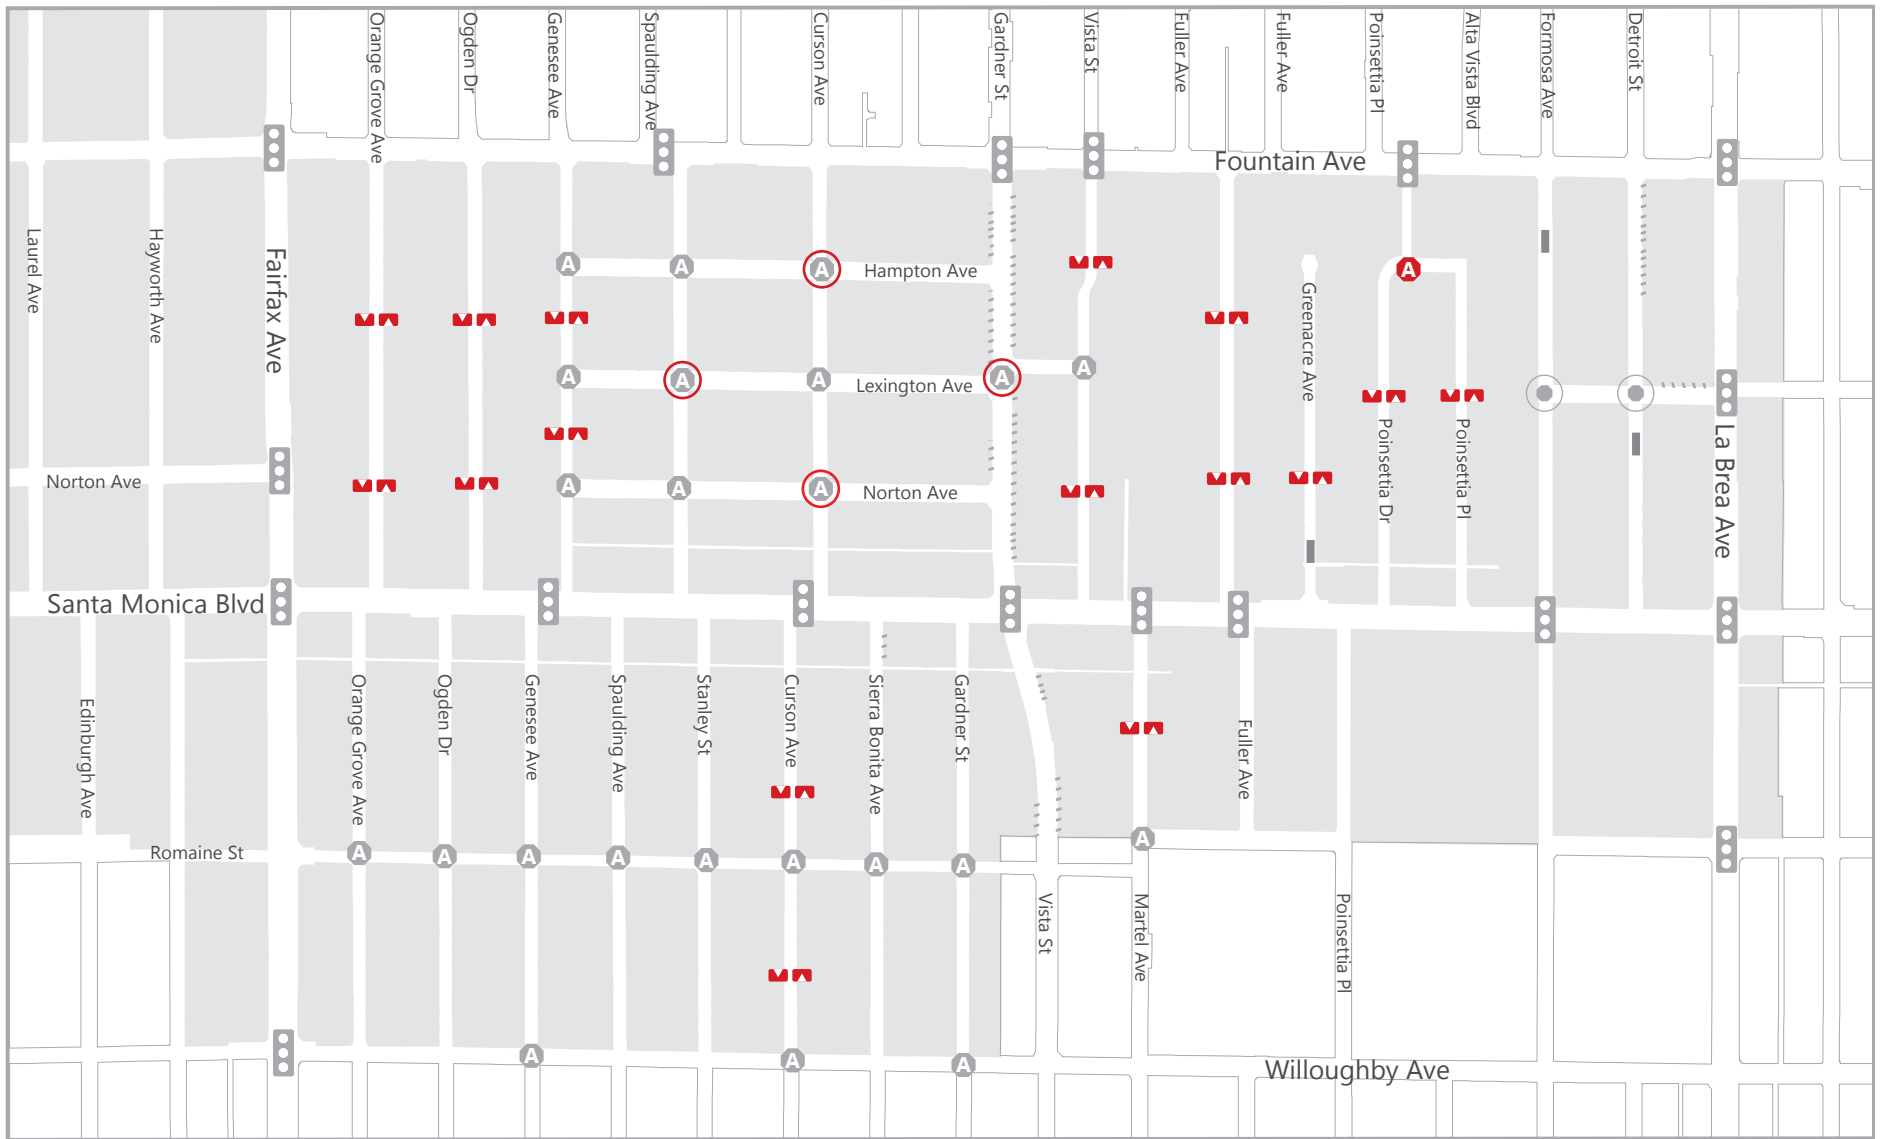 Orange Grove Ave
Ogden Dr
Genesee Ave
Spaulding Ave
Curson Ave
Gardner St
Vista St
Fuller Ave
Fuller Ave
Poinsettia Pl
Alta Vista Blvd
Formosa Ave
Detroit St
Fountain Ave
Laurel Ave
Hayworth Ave
Fairfax Ave
A
A
A
Hampton Ave
A
Greenacre Ave
A
A
A
Lexington Ave
A
A
Poinsettia Dr
Poinsettia Pl
La Brea Ave
Norton Ave
A
A
A
Norton Ave
Santa Monica Blvd
Edinburgh Ave
Orange Grove Ave
Ogden Dr
Genesee Ave
Spaulding Ave
Stanley St
Curson Ave
Sierra Bonita Ave
Gardner St
Fuller Ave
Romaine St
A
A
A
A
A
A
A
A
A
Vista St
Martel Ave
Poinsettia Pl
A
A
A
Willoughby Ave